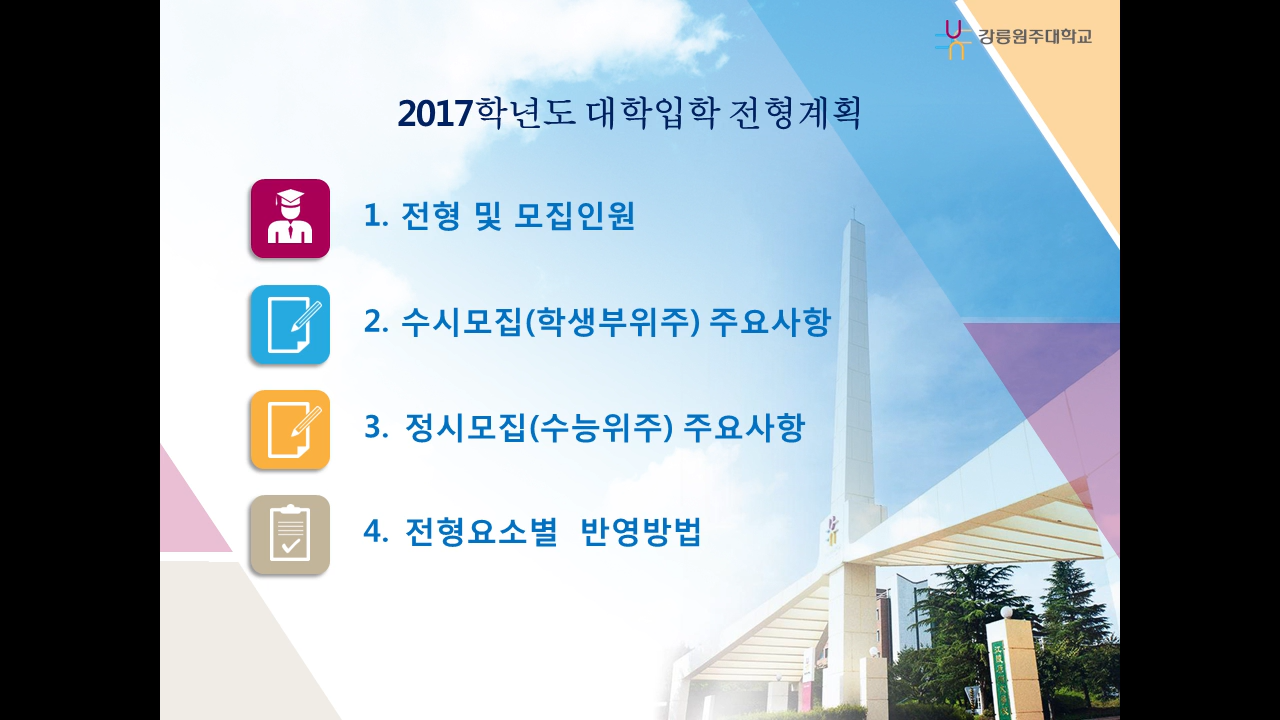 강릉원주대학교
2017학년도 대학입학 전형계획
1. 전형 및 모집인원
2. 수시모집(학생부위주) 주요사항
3. 정시모집(수능위주) 주요사항
4. 전형요소별 반영방법